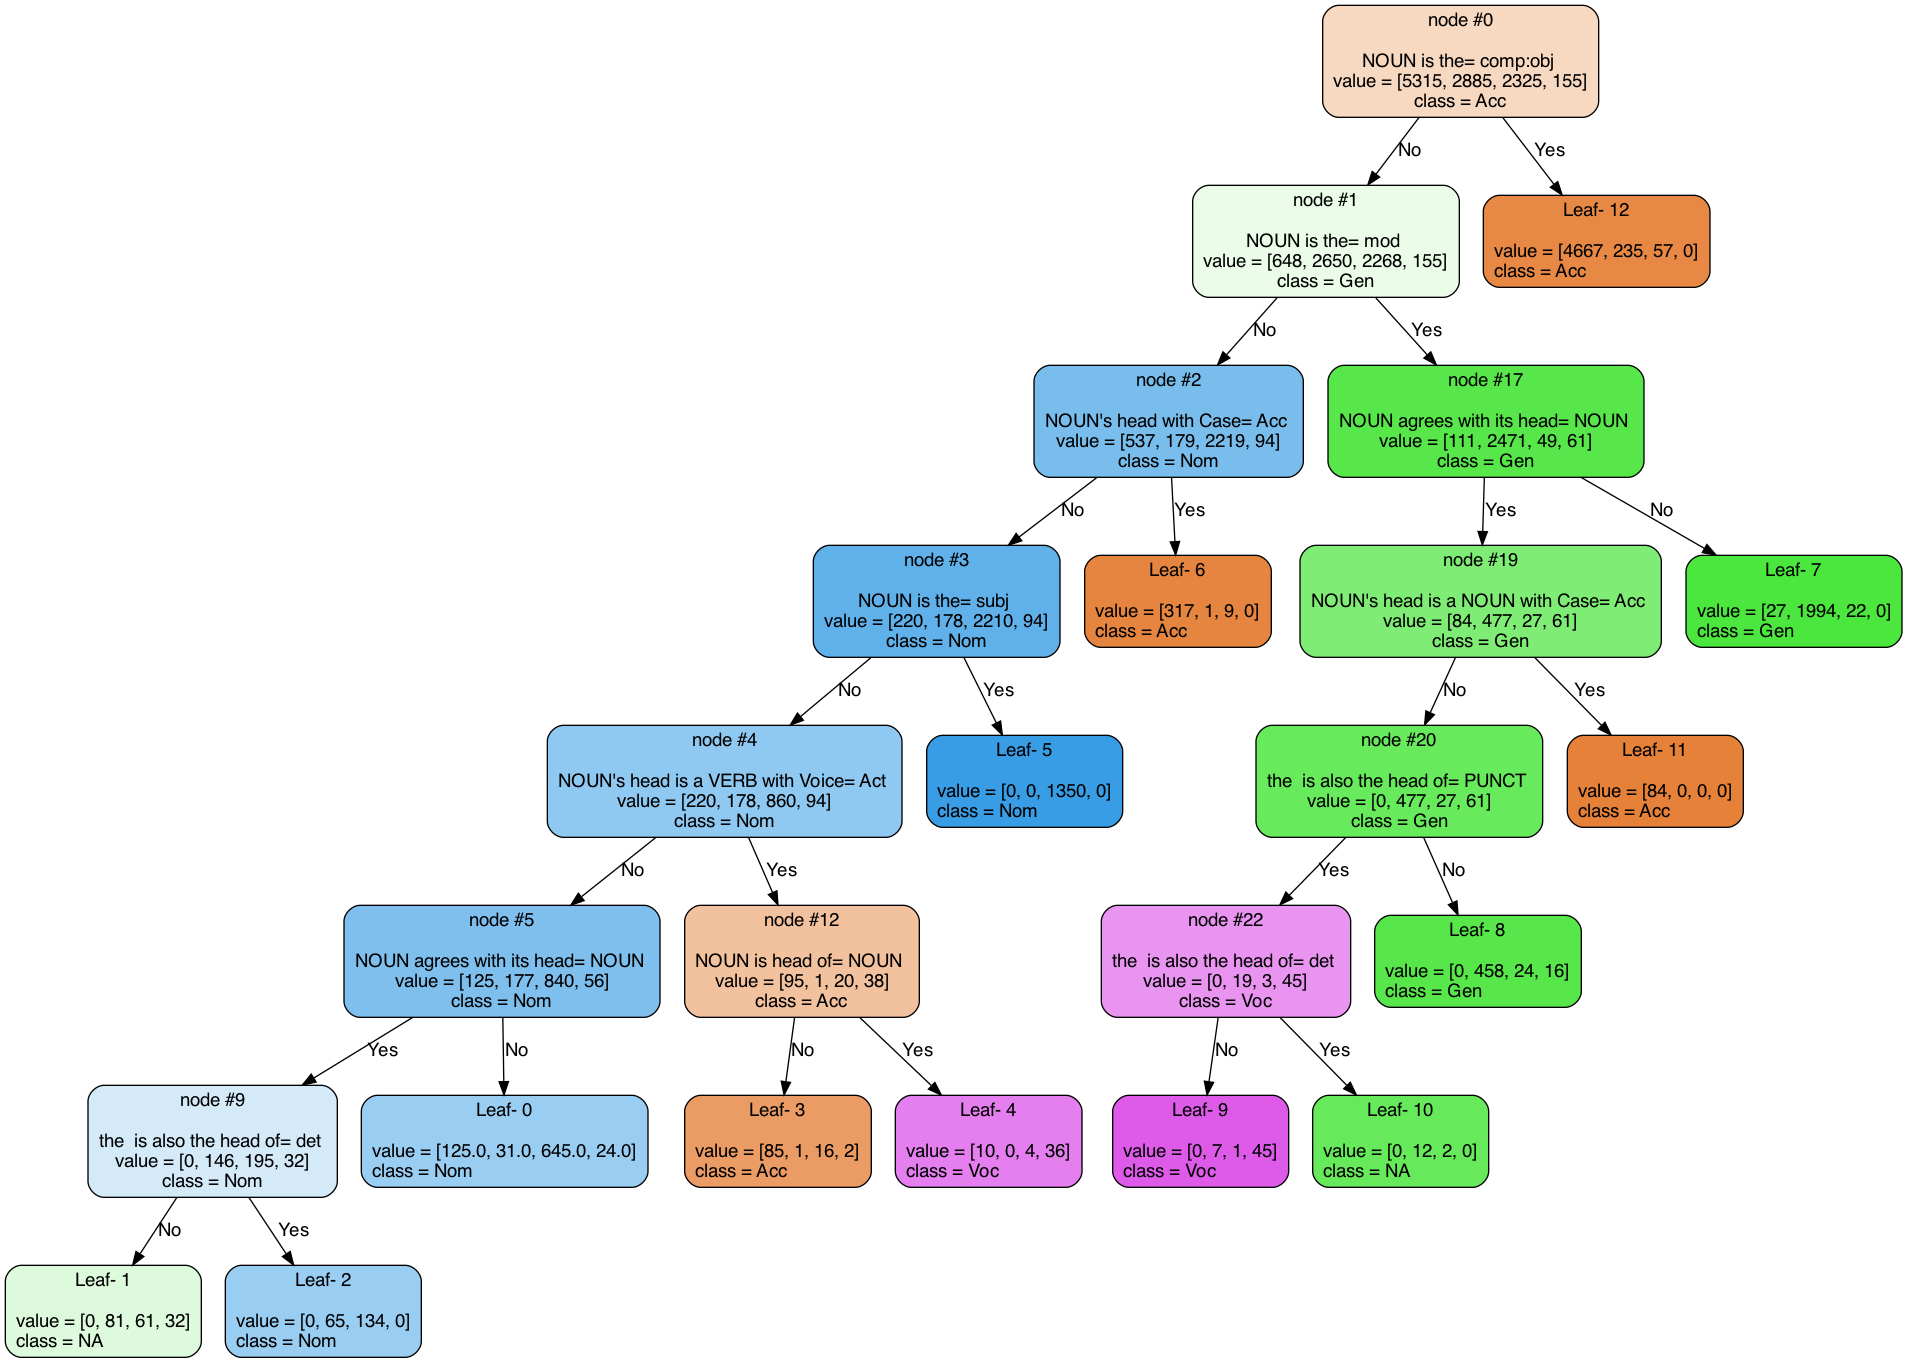 node #0
NOUN is the= comp:obj
value = [5315, 2885, 2325, 155]
class = Acc
No
Yes
node #1
NOUN is the= mod
value = [648, 2650, 2268, 155]
class = Gen
Leaf- 12
value = [4667, 235, 57, 0]
class = Acc
No
Yes
node #2
NOUN's head with Case= Acc
value = [537, 179, 2219, 94]
class = Nom
node #17
NOUN agrees with its head= NOUN
value = [111, 2471, 49, 61]
class = Gen
No
Yes
Yes
No
node #3
NOUN is the= subj
value = [220, 178, 2210, 94]
class = Nom
Leaf- 6
value = [317, 1, 9, 0]
class = Acc
node #19
NOUN's head is a NOUN with Case= Acc
value = [84, 477, 27, 61]
class = Gen
Leaf- 7
value = [27, 1994, 22, 0]
class = Gen
No
Yes
No
Yes
node #4
NOUN's head is a VERB with Voice= Act
value = [220, 178, 860, 94]
class = Nom
Leaf- 5
value = [0, 0, 1350, 0]
class = Nom
node #20
the  is also the head of= PUNCT
value = [0, 477, 27, 61]
class = Gen
Leaf- 11
value = [84, 0, 0, 0]
class = Acc
No
Yes
Yes
No
node #5
NOUN agrees with its head= NOUN
value = [125, 177, 840, 56]
class = Nom
node #12
NOUN is head of= NOUN
value = [95, 1, 20, 38]
class = Acc
node #22
the  is also the head of= det
value = [0, 19, 3, 45]
class = Voc
Leaf- 8
value = [0, 458, 24, 16]
class = Gen
Yes
No
No
Yes
No
Yes
node #9
the  is also the head of= det
value = [0, 146, 195, 32]
class = Nom
Leaf- 0
value = [125.0, 31.0, 645.0, 24.0]
class = Nom
Leaf- 3
value = [85, 1, 16, 2]
class = Acc
Leaf- 4
value = [10, 0, 4, 36]
class = Voc
Leaf- 9
value = [0, 7, 1, 45]
class = Voc
Leaf- 10
value = [0, 12, 2, 0]
class = NA
No
Yes
Leaf- 1
value = [0, 81, 61, 32]
class = NA
Leaf- 2
value = [0, 65, 134, 0]
class = Nom